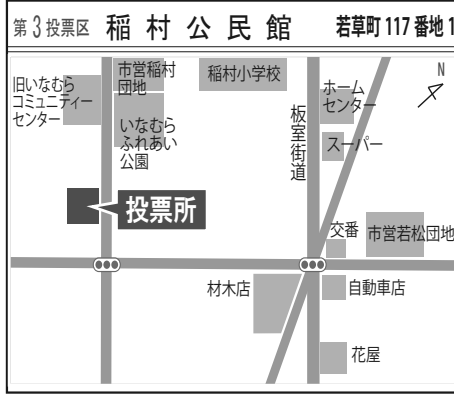 第3投票区 稲村公民館 若草町117番地1
N
旧いなむら
コミュニティー
センター
市営稲村
団地
いなむら
ふれあい
公園
稲村小学校
ホーム
センター
板室街道
スーパー
投票所
交番
市営若松団地
材木店
自動車店
花屋